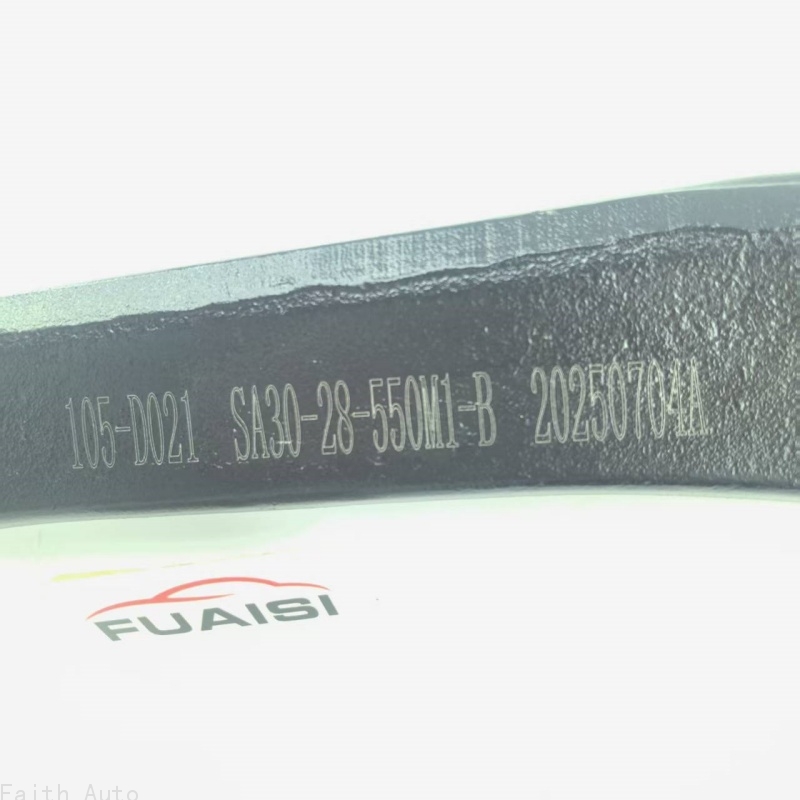 105-D021 SA30-28-550M1-B 20250704A
FUAISI
Faith Auto